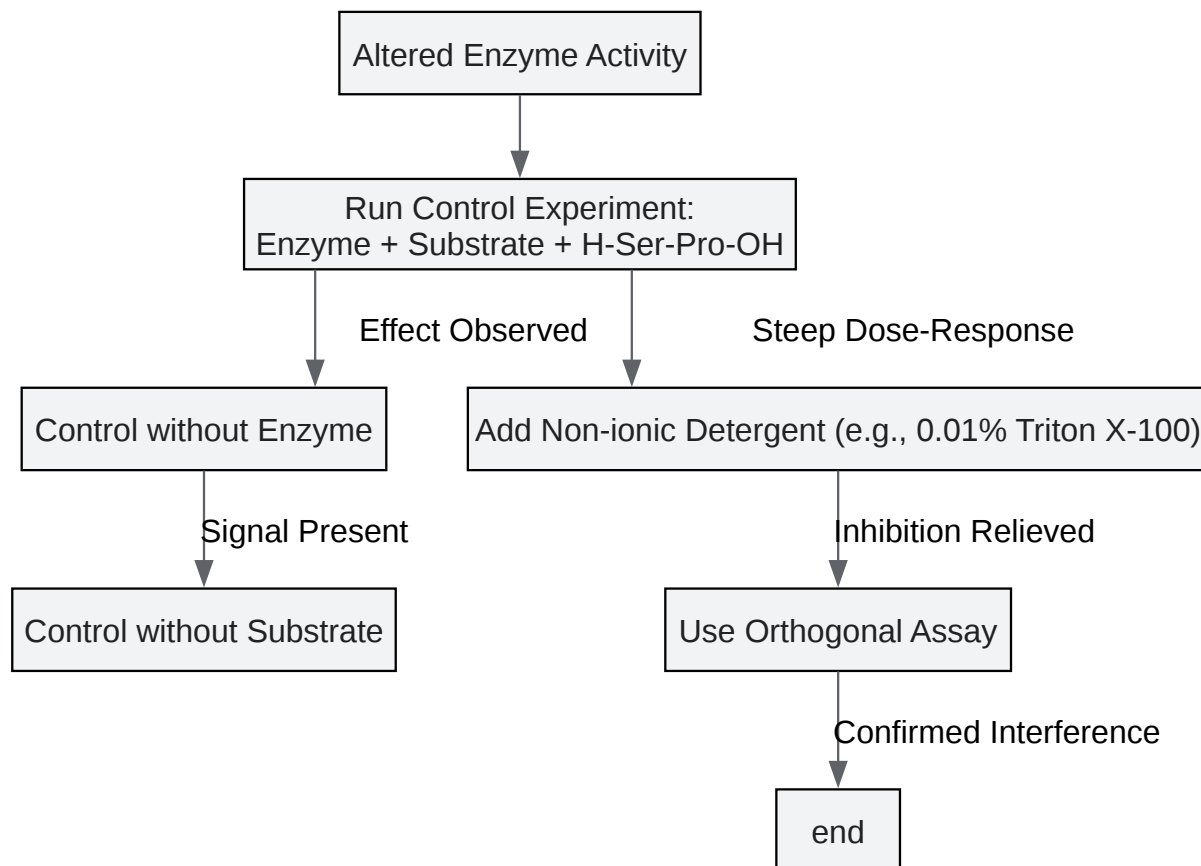 Altered Enzyme Activity
Run Control Experiment:
Enzyme + Substrate + H-Ser-Pro-OH
Effect Observed
Steep Dose-Response
Control without Enzyme
Add Non-ionic Detergent (e.g., 0.01% Triton X-100)
Signal Present
Inhibition Relieved
Control without Substrate
Use Orthogonal Assay
Confirmed Interference
end